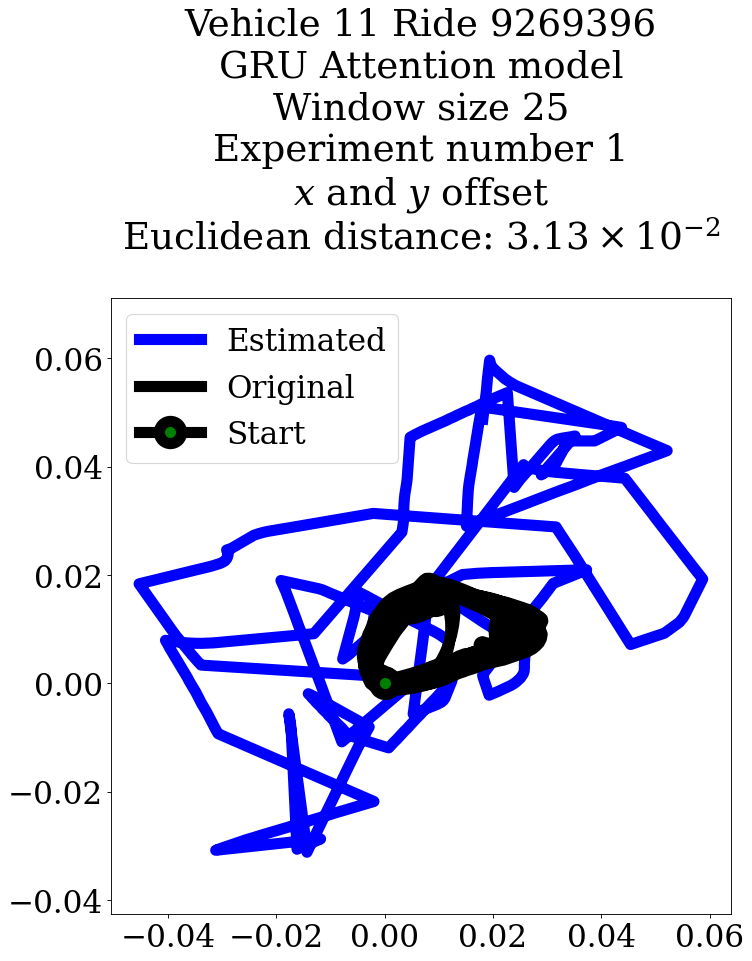 Vehicle 11 Ride 9269396
GRU Attention model
Window size 25
Experiment number 1
x and y offset
Euclidean distance: 3.13 × 10⁻²
Estimated
Original
Start
0.06
0.04
0.02
0.00
−0.02
−0.04
−0.04 −0.02 0.00 0.02 0.04 0.06